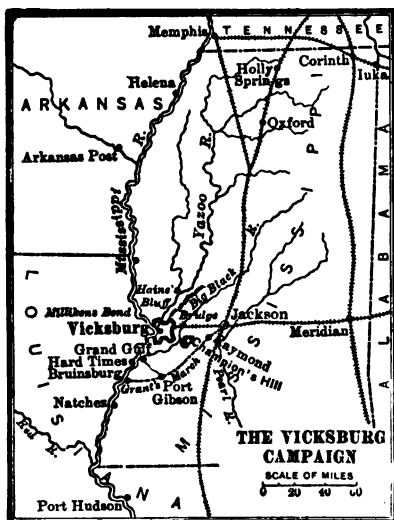 TENNESSEE
Memphis
Corinth
Iuka
Holly
Springs
Helena
ARKANSAS
Oxford
R.
R.
Arkansas Post
Yazoo
Mississippi
MISSISSIPPI
ALABAMA
LOUISIANA
Haine's
Bluff
Big Black
R.
Bridge
Millikens Bend
Vicksburg
Jackson
Meridian
Grand Gulf
Raymond
Hard Times
Champion's Hill
Bruinsburg
Grant's March
Port
Gibson
Pearl R.
Natchez
Red R.
Port Hudson
THE VICKSBURG
CAMPAIGN
SCALE OF MILES
0 20 40 60